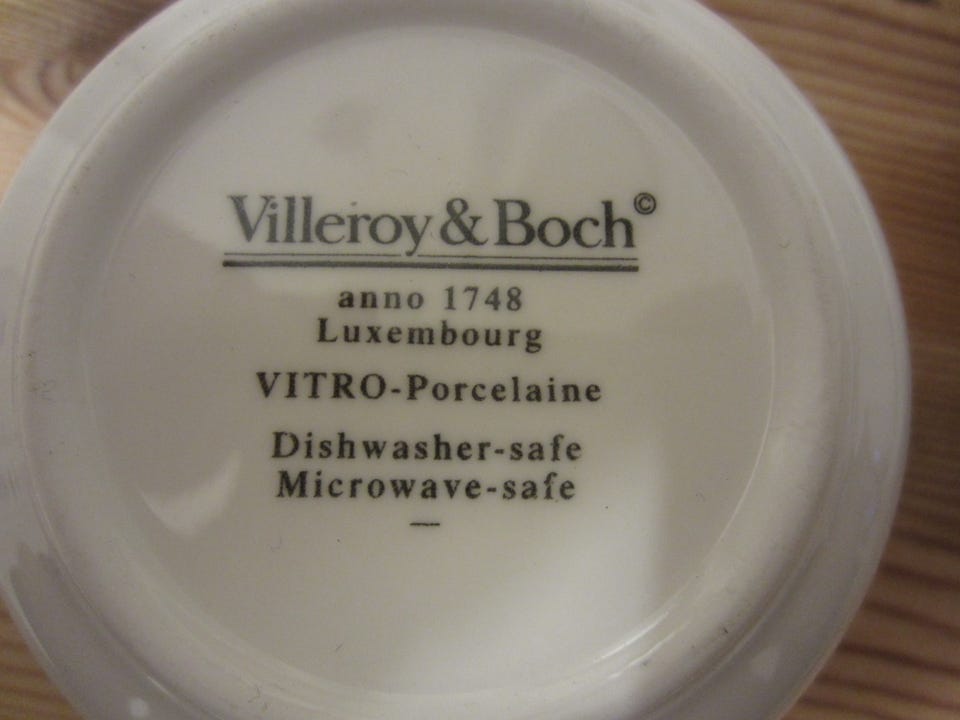 Villeroy & Boch©
anno 1748
Luxembourg
VITRO-Porcelaine
Dishwasher-safe
Microwave-safe
—